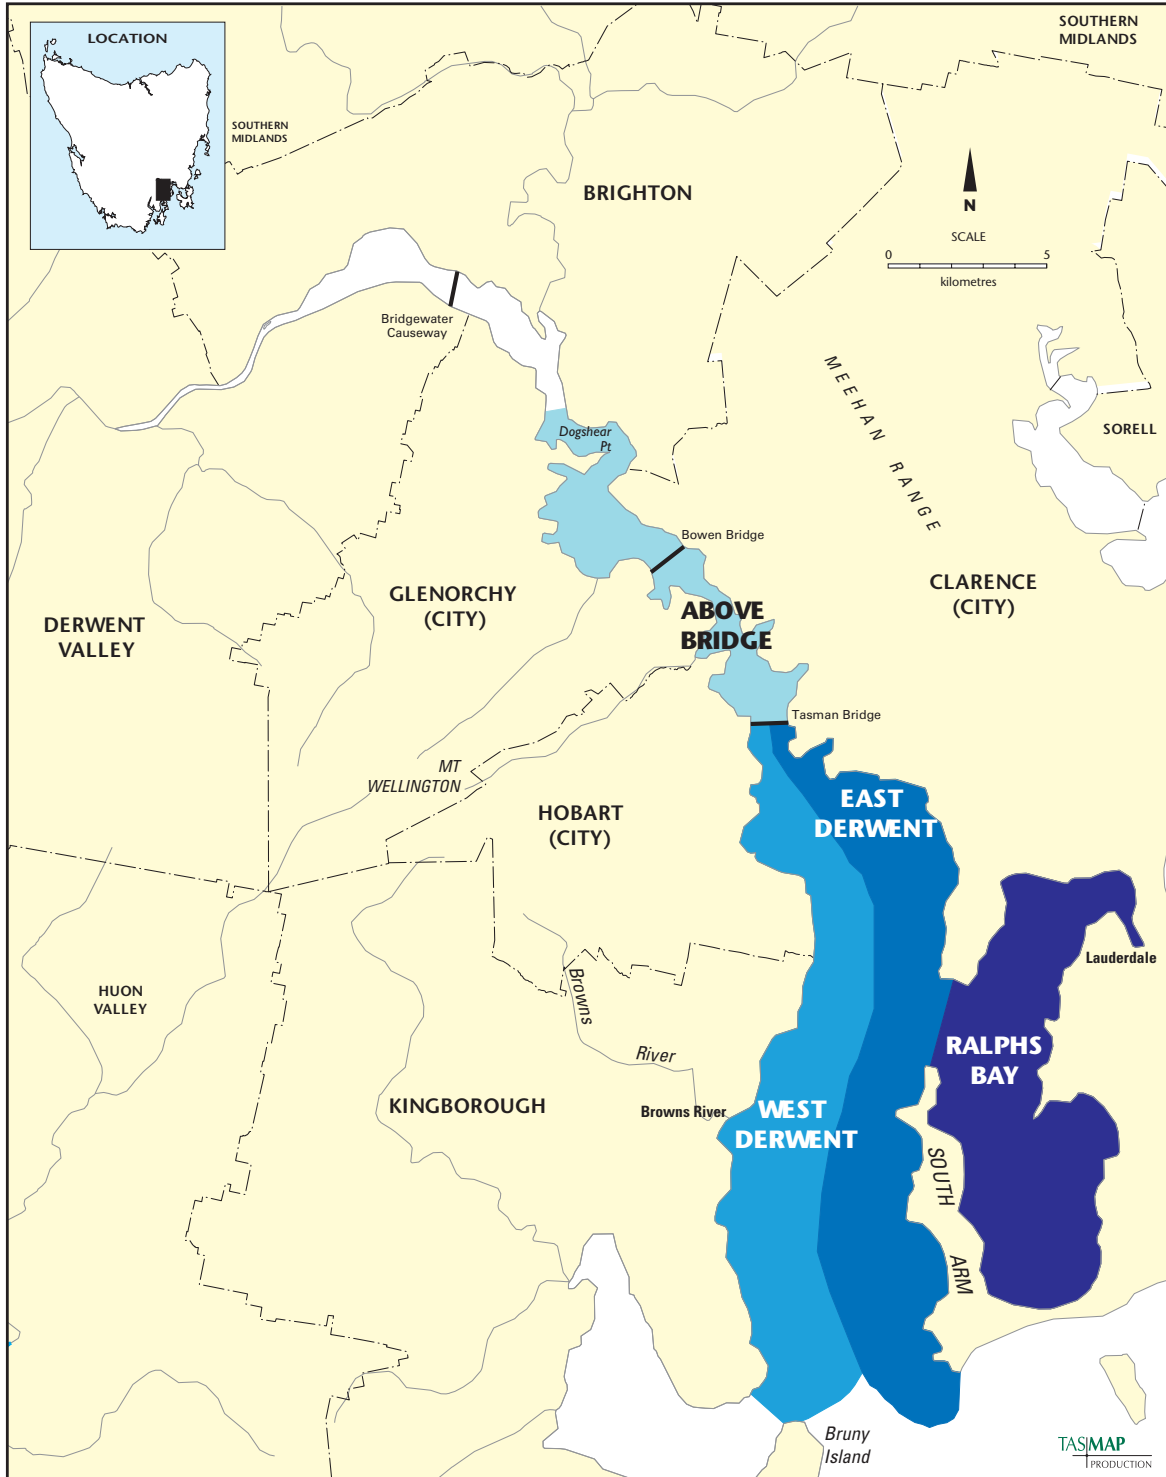 LOCATION
SOUTHERN
MIDLANDS
SOUTHERN
MIDLANDS
BRIGHTON
N
SCALE
0 5
kilometres
Bridgewater
Causeway
MEEHAN RANGE
Dogshear
Pt
SORELL
Bowen Bridge
GLENORCHY
(CITY)
CLARENCE
(CITY)
ABOVE
BRIDGE
DERWENT
VALLEY
Tasman Bridge
MT
WELLINGTON
HOBART
(CITY)
EAST
DERWENT
Lauderdale
HUON
VALLEY
Browns
River
RALPHS
BAY
KINGBOROUGH
Browns River
WEST
DERWENT
SOUTH
ARM
Bruny
Island
TASMAP
PRODUCTION